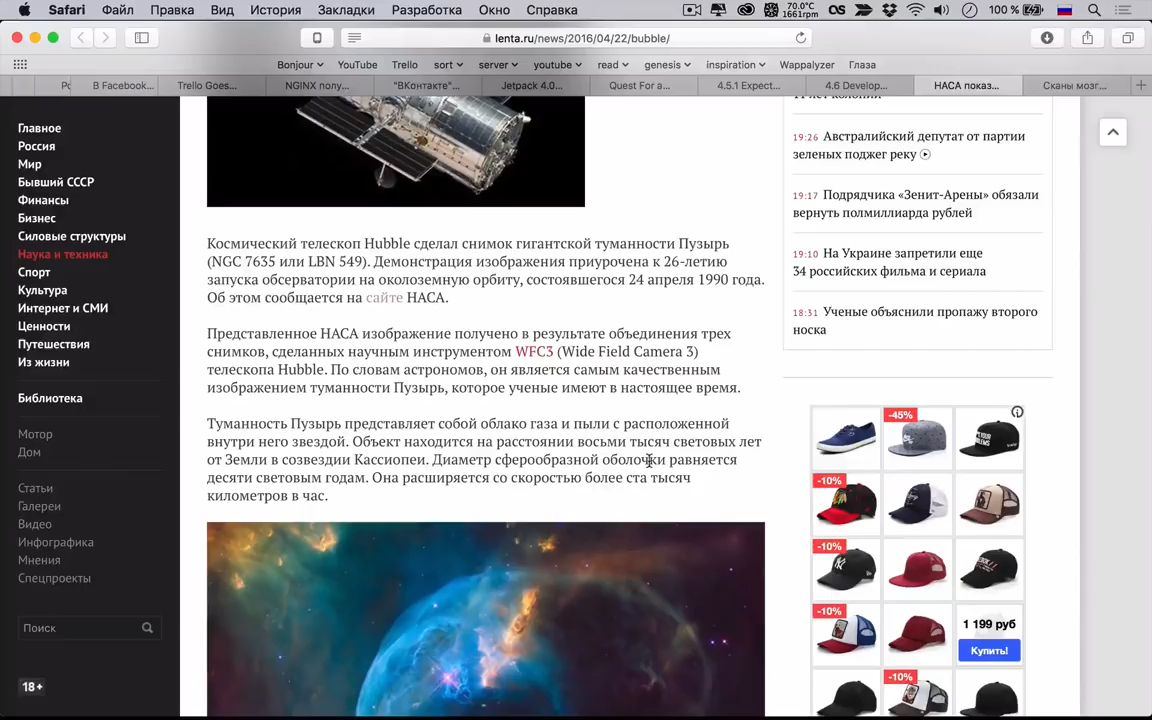 Safari Файл Правка Вид История Закладки Разработка Окно Справка
70.0°C
1661rpm
100 %
lenta.ru/news/2016/04/22/bubble/
Bonjour YouTube Trello sort server youtube read genesis inspiration Wappalyzer Глаза
В Facebook... Trello Goes... NGINX полу... "ВКонтакте"... Jetpack 4.0... Quest For a... 4.5.1 Expect... 4.6 Develop... НАСА показ... Сканы мозг...
Главное
Россия
Мир
Бывший СССР
Финансы
Бизнес
Силовые структуры
Наука и техника
Спорт
Культура
Интернет и СМИ
Ценности
Путешествия
Из жизни
Библиотека
Мотор
Дом
Статьи
Галереи
Видео
Инфографика
Мнения
Спецпроекты
Поиск
18+
Космический телескоп Hubble сделал снимок гигантской туманности Пузырь
(NGC 7635 или LBN 549). Демонстрация изображения приурочена к 26-летию
запуска обсерватории на околоземную орбиту, состоявшегося 24 апреля 1990 года.
Об этом сообщается на сайте НАСА.
Представленное НАСА изображение получено в результате объединения трех
снимков, сделанных научным инструментом WFC3 (Wide Field Camera 3)
телескопа Hubble. По словам астрономов, он является самым качественным
изображением туманности Пузырь, которое ученые имеют в настоящее время.
Туманность Пузырь представляет собой облако газа и пыли с расположенной
внутри него звездой. Объект находится на расстоянии восьми тысяч световых лет
от Земли в созвездии Кассиопеи. Диаметр сферообразной оболочки равняется
десяти световым годам. Она расширяется со скоростью более ста тысяч
километров в час.
11 лет колонии
19:26 Австралийский депутат от партии
зеленых поджег реку
19:17 Подрядчика «Зенит-Арены» обязали
вернуть полмиллиарда рублей
19:10 На Украине запретили еще
34 российских фильма и сериала
18:31 Ученые объяснили пропажу второго
носка
-45%
-10%
-10%
-10%
1 199 руб
Купить!
-10%